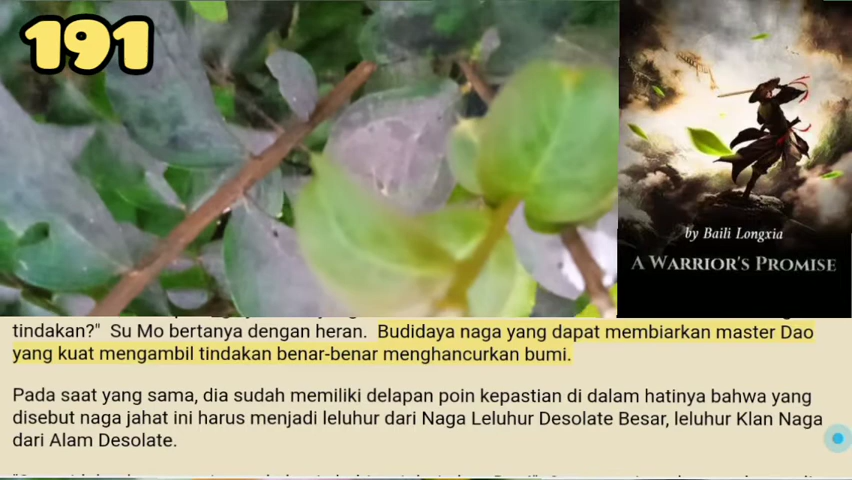 191
by Baili Longxia
A WARRIOR'S PROMISE
tindakan?" Su Mo bertanya dengan heran. Budidaya naga yang dapat membiarkan master Dao
yang kuat mengambil tindakan benar-benar menghancurkan bumi.
Pada saat yang sama, dia sudah memiliki delapan poin kepastian di dalam hatinya bahwa yang
disebut naga jahat ini harus menjadi leluhur dari Naga Leluhur Desolate Besar, leluhur Klan Naga
dari Alam Desolate.